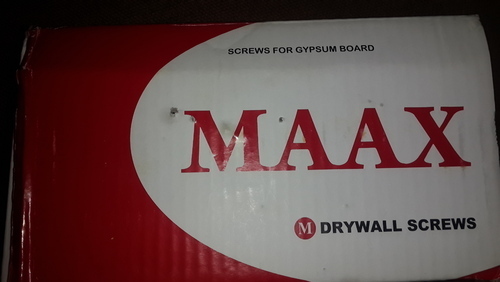 SCREWS FOR GYPSUM BOARD
MAAX
M DRYWALL SCREWS